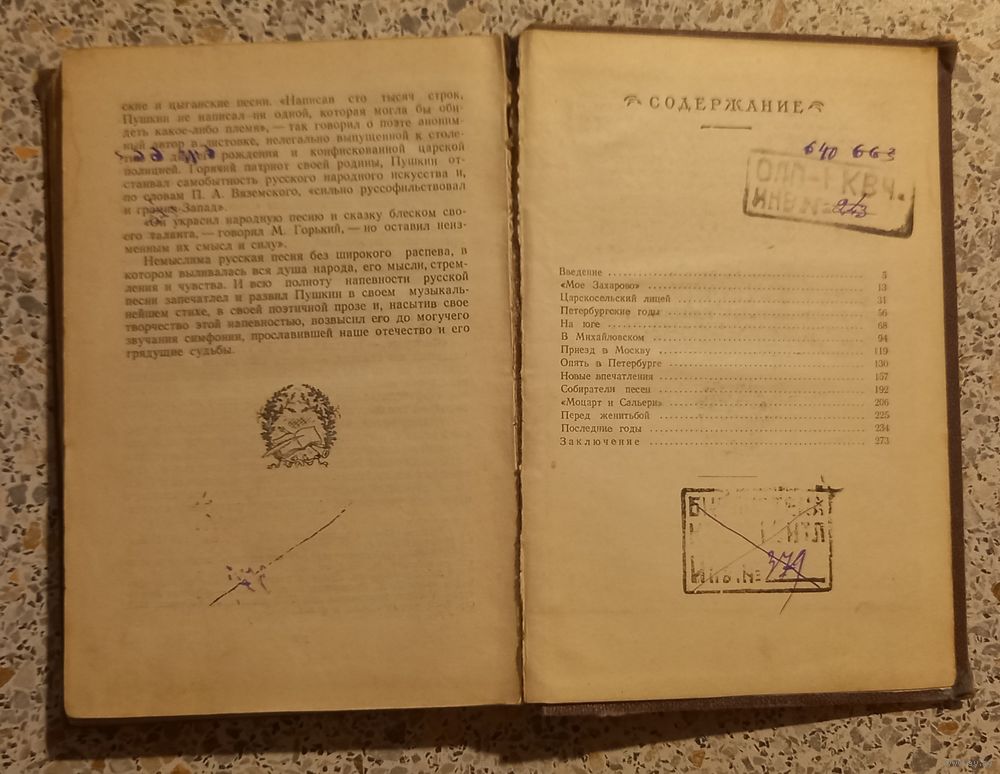 ские и цыганские песни. «Написав сто тысяч строк,
Пушкин не написал ни одной, которая могла бы оби-
деть какое-либо племя», — так говорил о поэте аноним-
ный автор в листовке, нелегально выпущенной к столе-
рождения и конфискованной царской
полицией. Горячий патриот своей родины, Пушкин от-
стаивал самобытность русского народного искусства и,
по словам П. А. Вяземского, «сильно руссофильствовал
и громил Запад».
«Он украсил народную песню и сказку блеском сво-
его таланта, — говорил М. Горький, — но оставил неиз-
менным их смысл и силу».
Немыслима русская песня без широкого распева, в
котором выливалась вся душа народа, его мысли, стрем-
ления и чувства. И всю полноту напевности русской
песни запечатлел и развил Пушкин в своем музыкаль-
нейшем стихе, в своей поэтичной прозе и, насытив свое
творчество этой напевностью, возвысил его до могучего
звучания симфонии, прославившей наше отечество и его
грядущие судьбы.
СОДЕРЖАНИЕ
640 663
ОЛП-1 КВЧ.
ИНВ №
Введение 5
«Мое Захарово» 13
Царскосельский лицей 31
Петербургские годы 56
На юге 68
В Михайловском 94
Приезд в Москву 119
Опять в Петербурге 130
Новые впечатления 157
Собиратели песен 192
«Моцарт и Сальери» 206
Перед женитьбой 225
Последние годы 234
Заключение 273
Инв. № 379